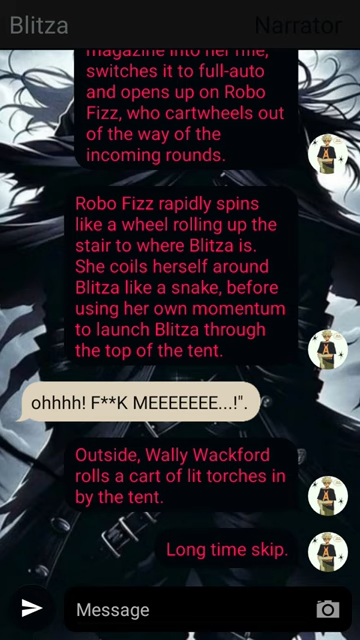 Blitza
Narrator
magazine into her rifle,
switches it to full-auto
and opens up on Robo
Fizz, who cartwheels out
of the way of the
incoming rounds.
Robo Fizz rapidly spins
like a wheel rolling up the
stair to where Blitza is.
She coils herself around
Blitza like a snake, before
using her own momentum
to launch Blitza through
the top of the tent.
ohhhh! F**K MEEEEEEE...!".
Outside, Wally Wackford
rolls a cart of lit torches in
by the tent.
Long time skip.
Message